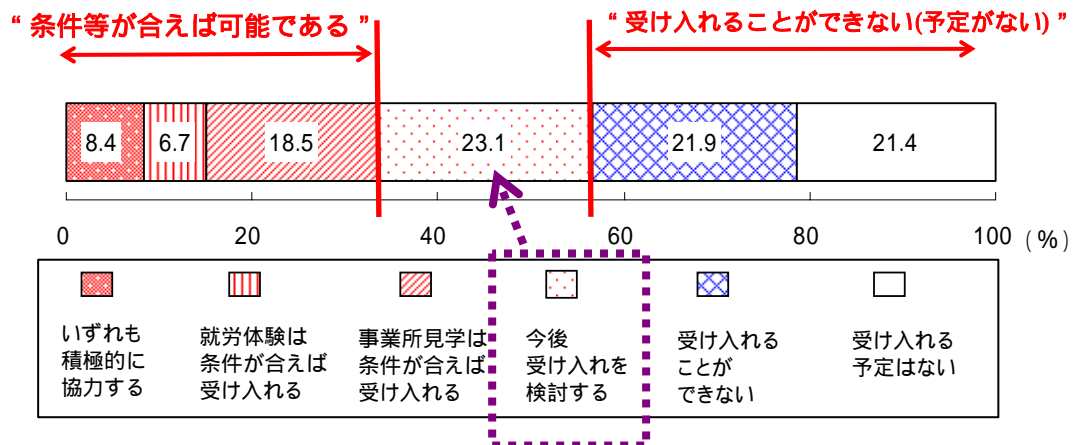 “ 条件等が合えば可能である ”
“ 受け入れることができない(予定がない) ”
8.4
6.7
18.5
23.1
21.9
21.4
0
20
40
60
80
100
(%)
いずれも
積極的に
協力する
就労体験は
条件が合えば
受け入れる
事業所見学は
条件が合えば
受け入れる
今後
受け入れを
検討する
受け入れる
ことが
できない
受け入れる
予定はない